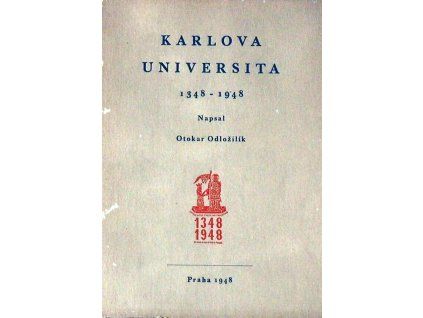 KARLOVA
UNIVERSITA
1348 - 1948
Napsal
Otokar Odložilík
1348
1948
Praha 1948